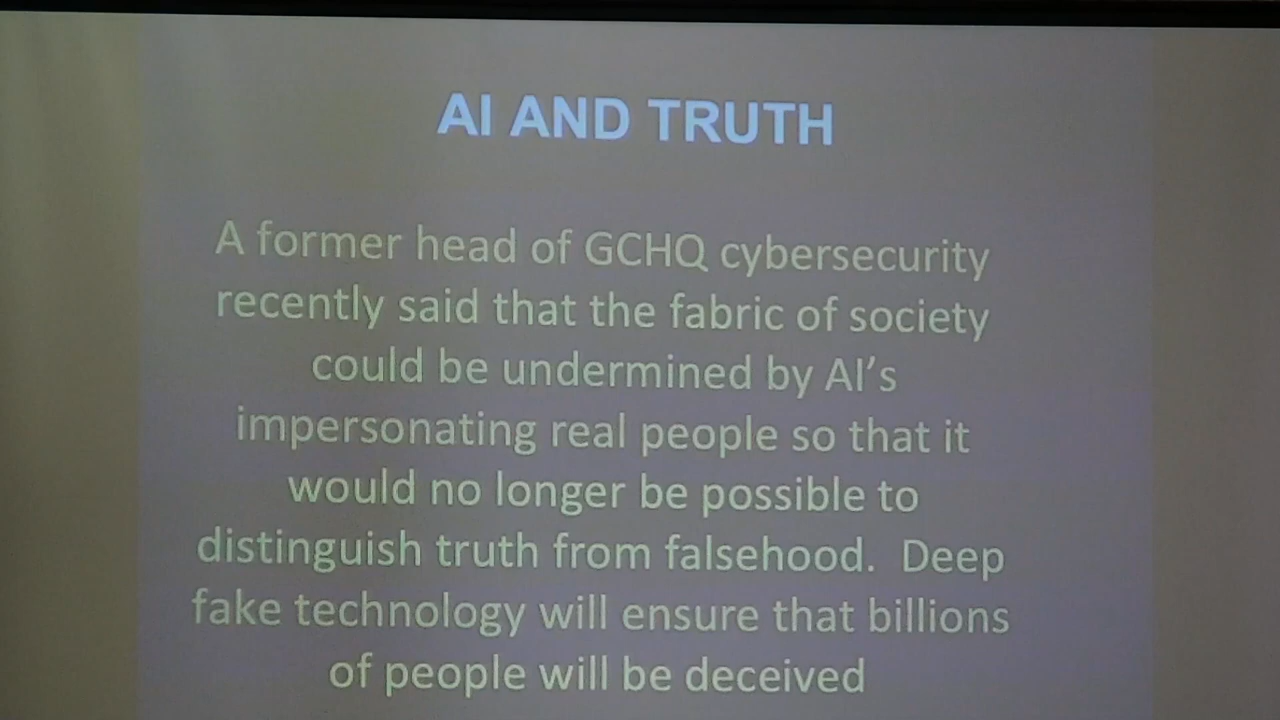 AI AND TRUTH
A former head of GCHQ cybersecurity
recently said that the fabric of society
could be undermined by AI’s
impersonating real people so that it
would no longer be possible to
distinguish truth from falsehood.  Deep
fake technology will ensure that billions
of people will be deceived